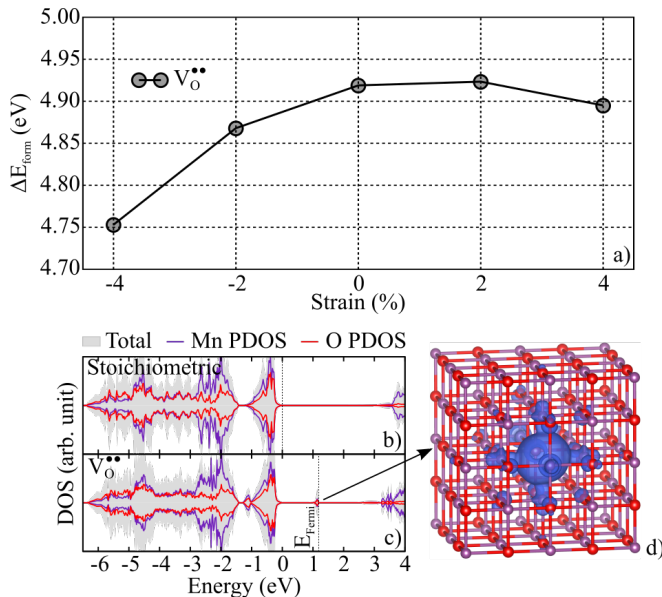 5.00
4.95
4.90
4.85
4.80
4.75
4.70
ΔE_form (eV)
V_O^••
a)
-4 -2 0 2 4
Strain (%)
Total Mn PDOS O PDOS
Stoichiometric
b)
DOS (arb. unit)
V_O^••
E_Fermi
c)
-6 -5 -4 -3 -2 -1 0 1 2 3 4
Energy (eV)
d)